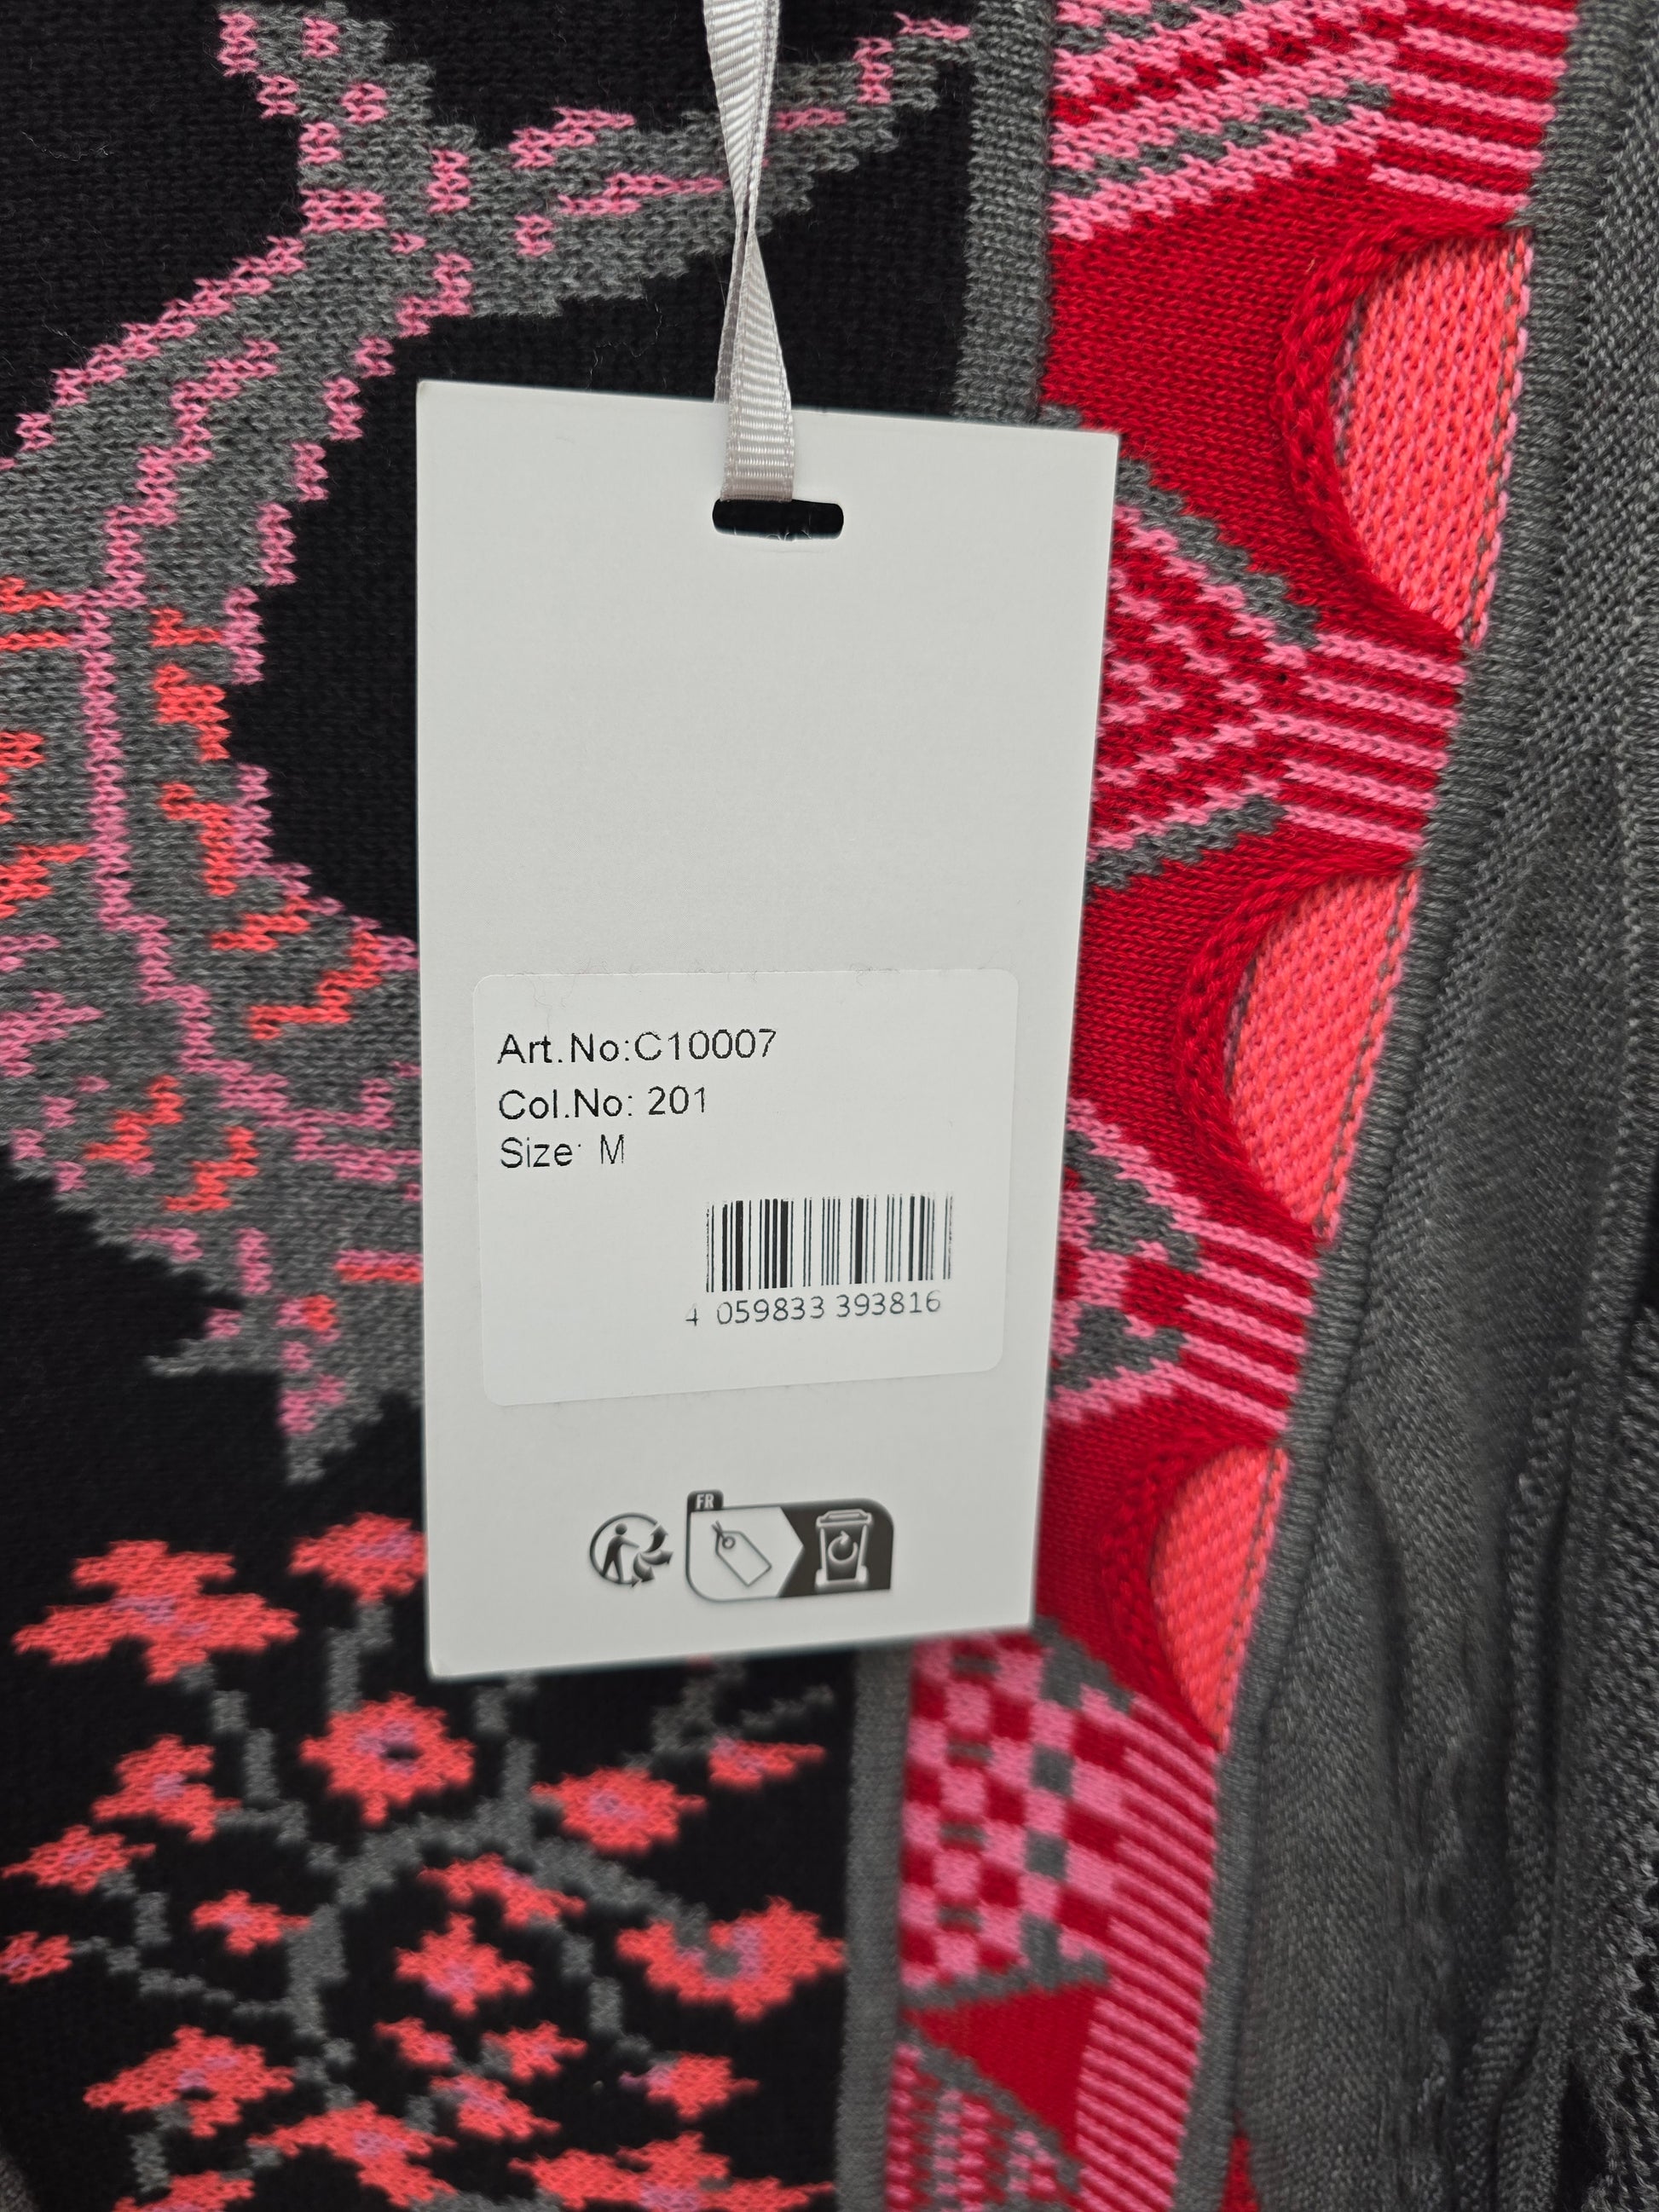 Art.No:C10007
Col.No: 201
Size: M
4 059833 393816
FR